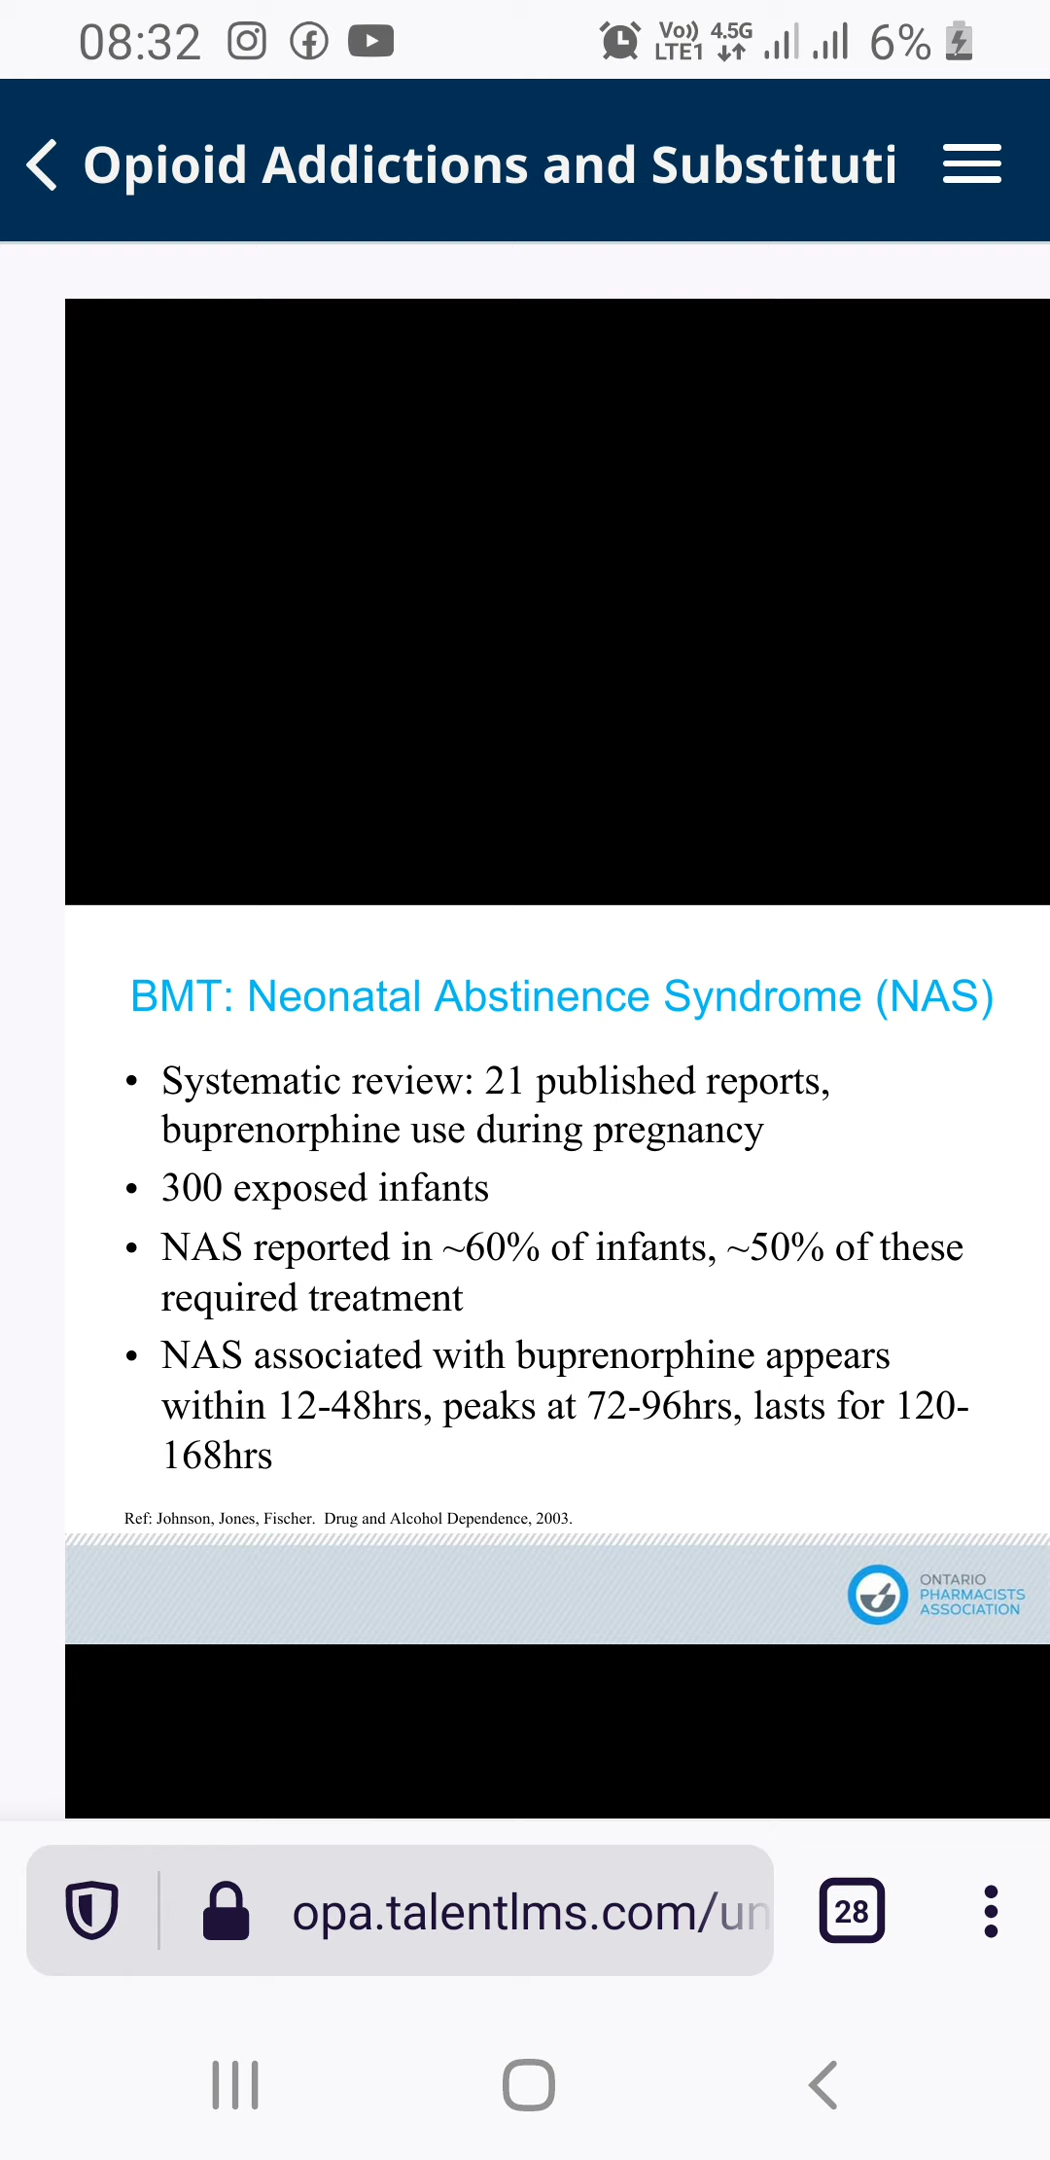 08:32
Vo)) 4.5G
LTE1
6%
Opioid Addictions and Substituti
BMT: Neonatal Abstinence Syndrome (NAS)
• Systematic review: 21 published reports,
buprenorphine use during pregnancy
• 300 exposed infants
• NAS reported in ~60% of infants, ~50% of these
required treatment
• NAS associated with buprenorphine appears
within 12-48hrs, peaks at 72-96hrs, lasts for 120-
168hrs
Ref: Johnson, Jones, Fischer. Drug and Alcohol Dependence, 2003.
ONTARIO
PHARMACISTS
ASSOCIATION
opa.talentlms.com/un
28